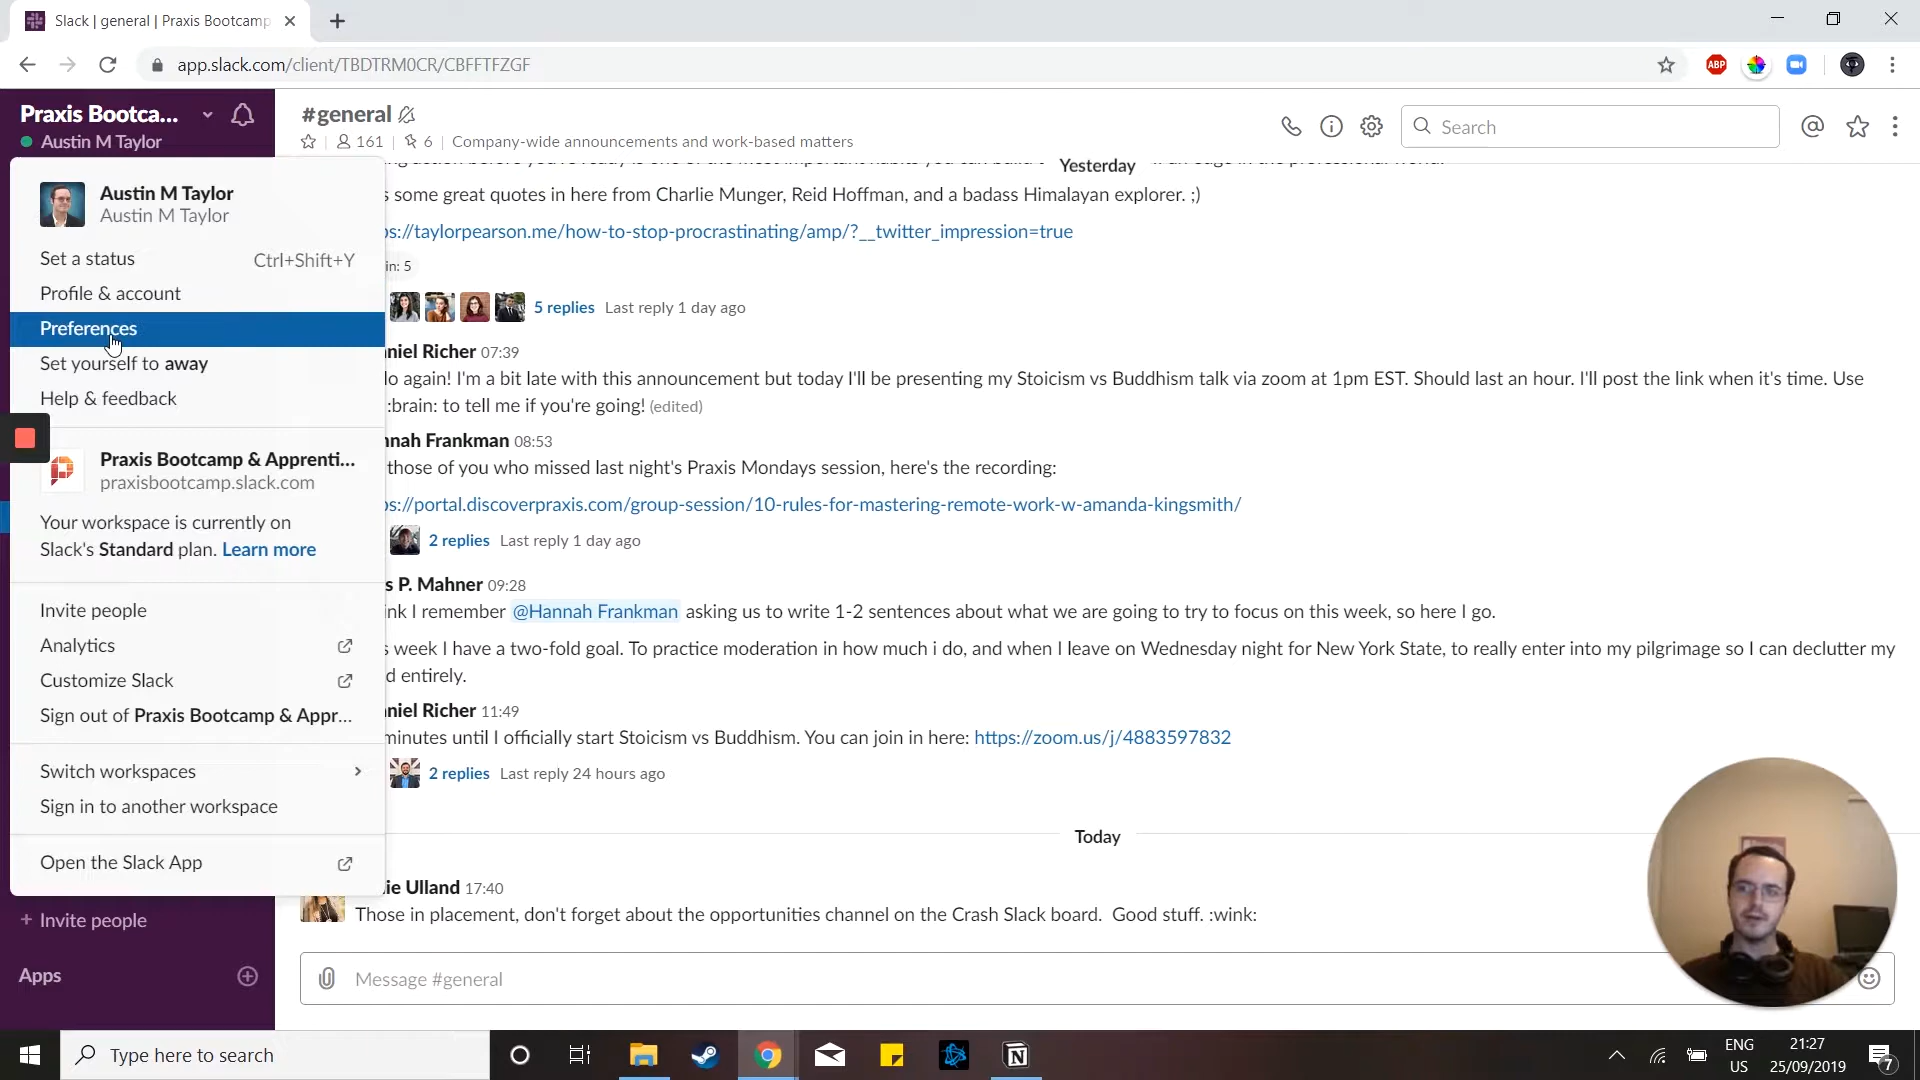 Slack | general | Praxis Bootcamp
app.slack.com/client/TBDTRM0CR/CBFFTFZGF
ABP
Praxis Bootca...
Austin M Taylor
#general
161 | 6 | Company-wide announcements and work-based matters
Search
Austin M Taylor
Austin M Taylor
Set a status Ctrl+Shift+Y
Profile & account
Preferences
Set yourself to away
Help & feedback
Praxis Bootcamp & Apprenti...
praxisbootcamp.slack.com
Your workspace is currently on
Slack's Standard plan. Learn more
Invite people
Analytics
Customize Slack
Sign out of Praxis Bootcamp & Appr...
Switch workspaces
Sign in to another workspace
Open the Slack App
+ Invite people
Apps
Yesterday
some great quotes in here from Charlie Munger, Reid Hoffman, and a badass Himalayan explorer. ;)
ps://taylorpearson.me/how-to-stop-procrastinating/amp/?__twitter_impression=true
in: 5
5 replies Last reply 1 day ago
niel Richer 07:39
lo again! I'm a bit late with this announcement but today I'll be presenting my Stoicism vs Buddhism talk via zoom at 1pm EST. Should last an hour. I'll post the link when it's time. Use
:brain: to tell me if you're going! (edited)
nnah Frankman 08:53
those of you who missed last night's Praxis Mondays session, here's the recording:
ps://portal.discoverpraxis.com/group-session/10-rules-for-mastering-remote-work-w-amanda-kingsmith/
2 replies Last reply 1 day ago
s P. Mahner 09:28
ink I remember @Hannah Frankman asking us to write 1-2 sentences about what we are going to try to focus on this week, so here I go.
s week I have a two-fold goal. To practice moderation in how much i do, and when I leave on Wednesday night for New York State, to really enter into my pilgrimage so I can declutter my
d entirely.
niel Richer 11:49
minutes until I officially start Stoicism vs Buddhism. You can join in here: https://zoom.us/j/4883597832
2 replies Last reply 24 hours ago
Today
ie Ulland 17:40
Those in placement, don't forget about the opportunities channel on the Crash Slack board. Good stuff. :wink:
Message #general
Type here to search
ENG
US
21:27
25/09/2019
7